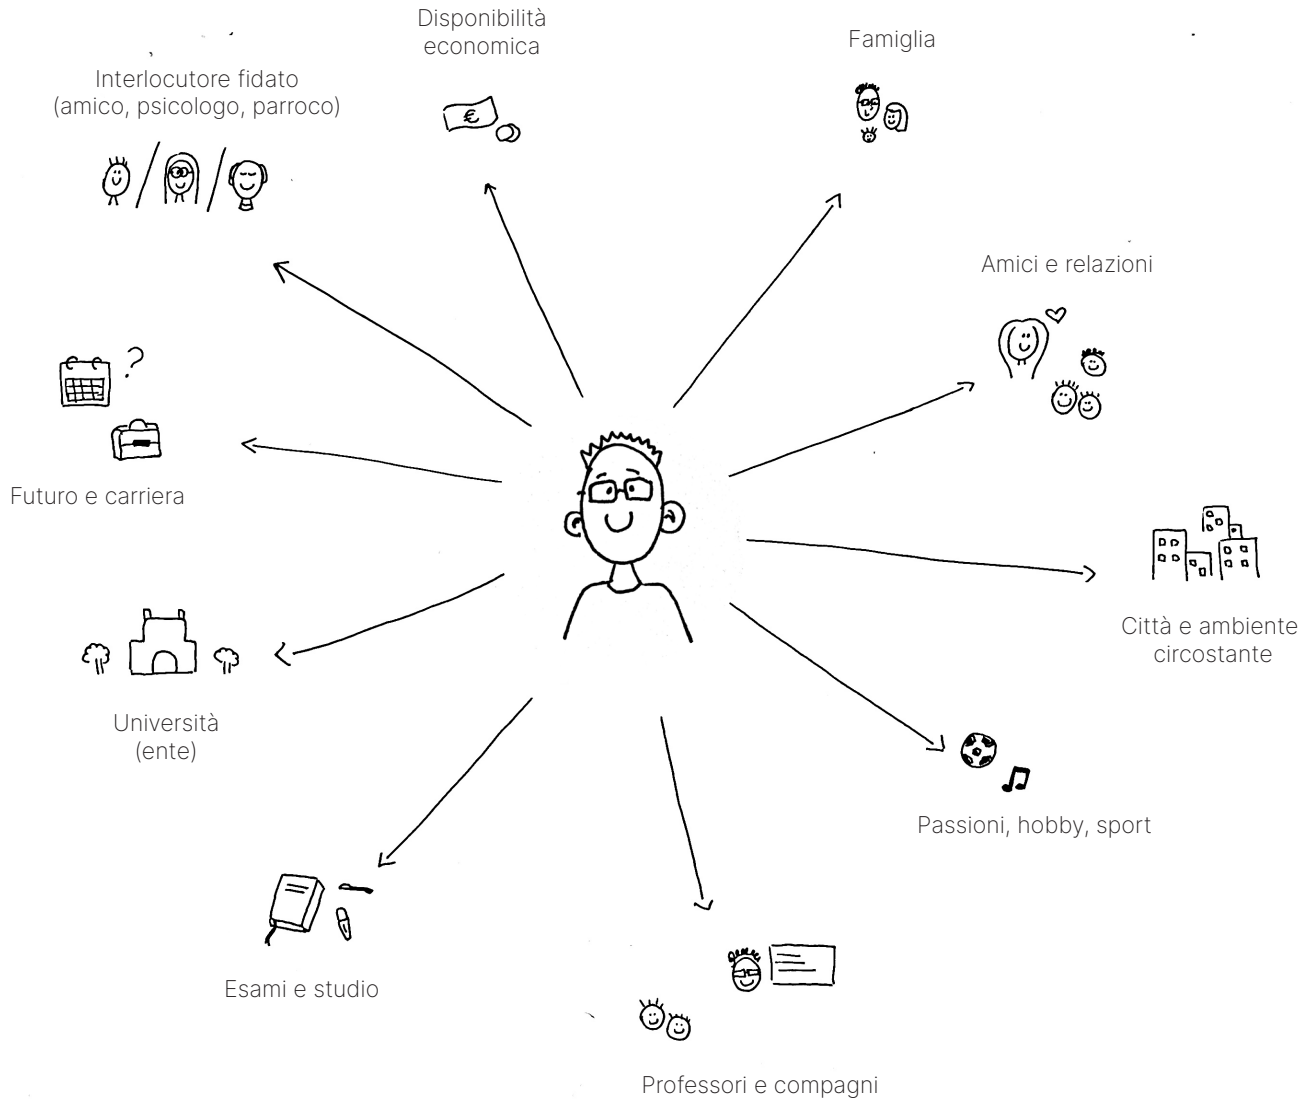 Disponibilità
economica
Famiglia
Interlocutore fidato
(amico, psicologo, parroco)
€
Amici e relazioni
?
Futuro e carriera
Città e ambiente
circostante
Università
(ente)
Passioni, hobby, sport
Esami e studio
Professori e compagni